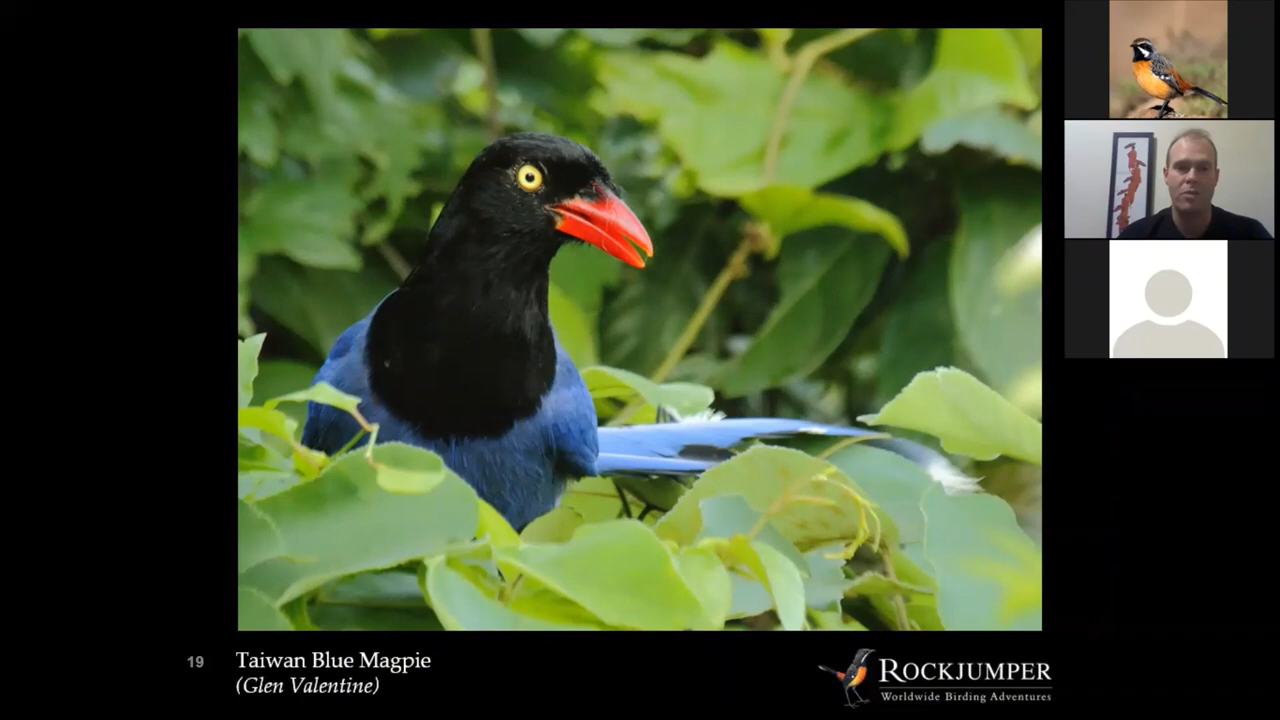 19
Taiwan Blue Magpie
(Glen Valentine)
ROCKJUMPER
Worldwide Birding Adventures